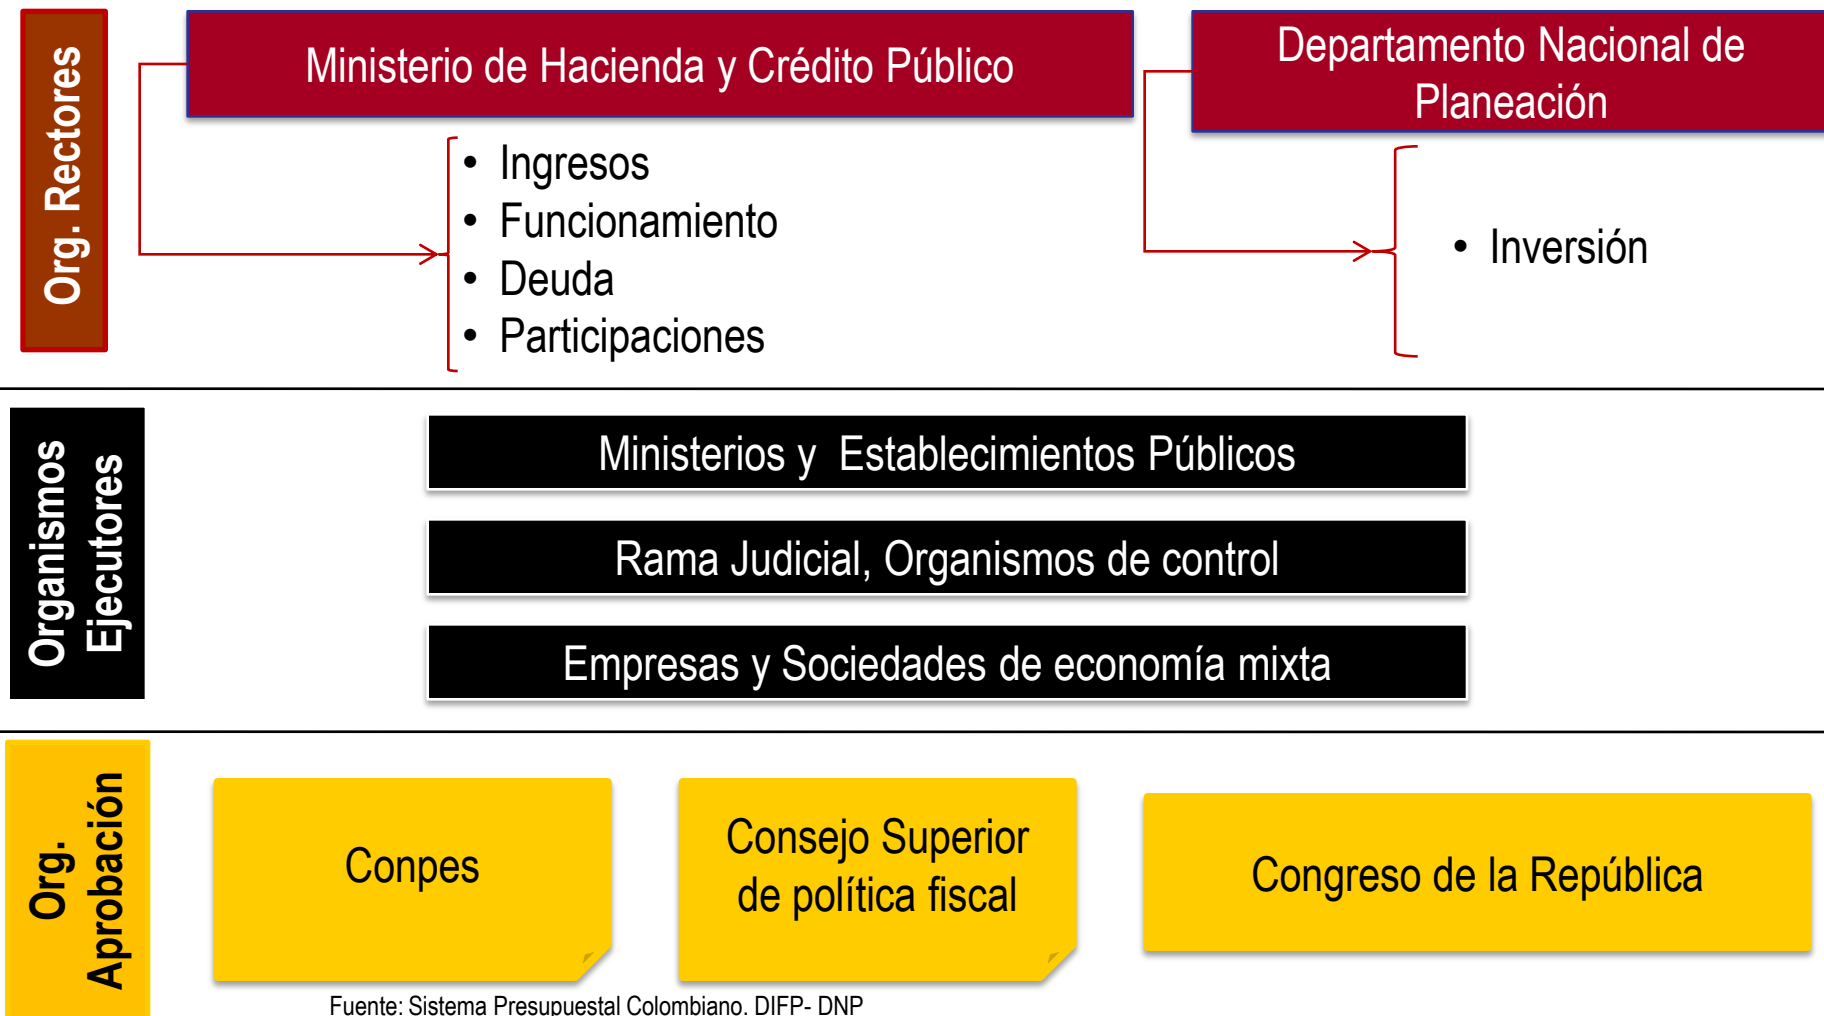 Org. Rectores
Ministerio de Hacienda y Crédito Público
Departamento Nacional de
Planeación
• Ingresos
• Funcionamiento
• Deuda
• Participaciones
• Inversión
Organismos
Ejecutores
Ministerios y  Establecimientos Públicos
Rama Judicial, Organismos de control
Empresas y Sociedades de economía mixta
Org.
Aprobación
Conpes
Consejo Superior
de política fiscal
Congreso de la República
Fuente: Sistema Presupuestal Colombiano. DIFP- DNP